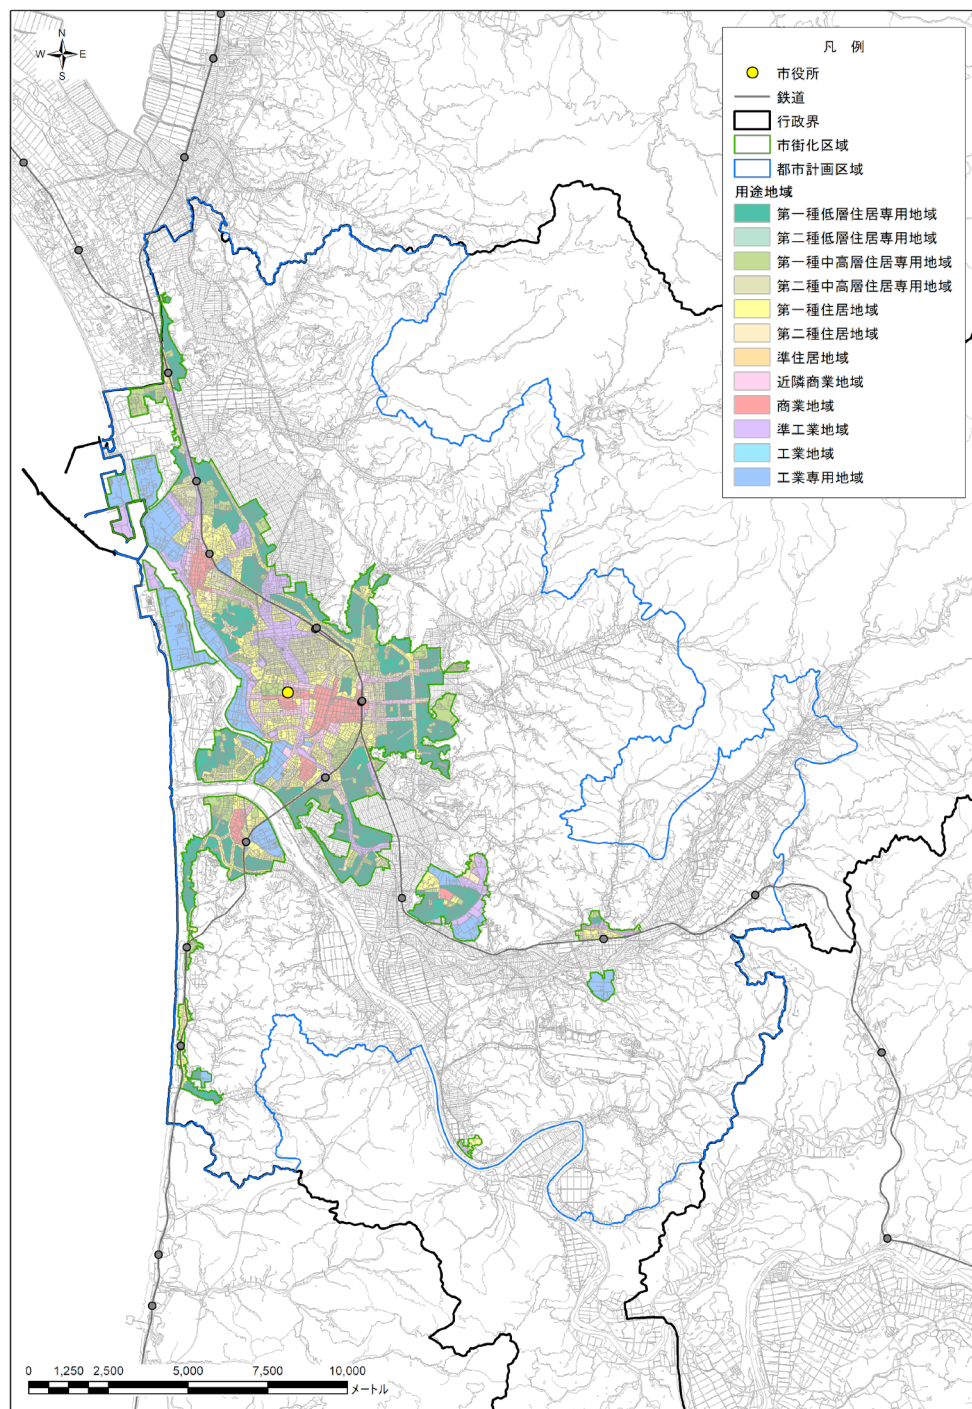 N
W E
S
凡 例
市役所
鉄道
行政界
市街化区域
都市計画区域
用途地域
第一種低層住居専用地域
第二種低層住居専用地域
第一種中高層住居専用地域
第二種中高層住居専用地域
第一種住居地域
第二種住居地域
準住居地域
近隣商業地域
商業地域
準工業地域
工業地域
工業専用地域
0 1,250 2,500 5,000 7,500 10,000
メートル